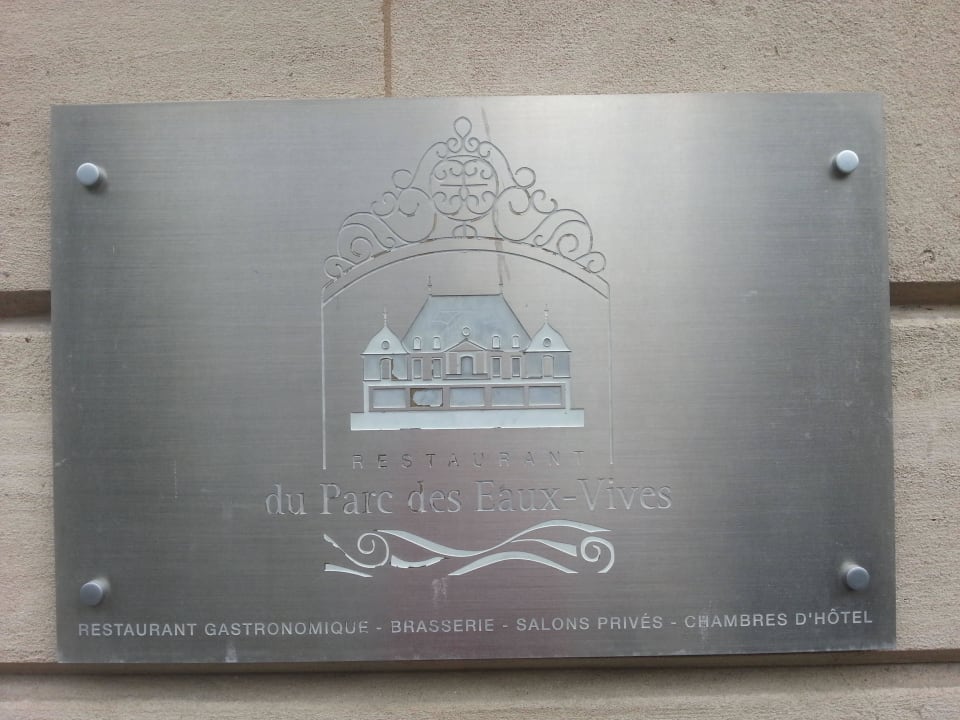 RESTAURANT
du Parc des Eaux-Vives
RESTAURANT GASTRONOMIQUE - BRASSERIE - SALONS PRIVÉS - CHAMBRES D'HÔTEL